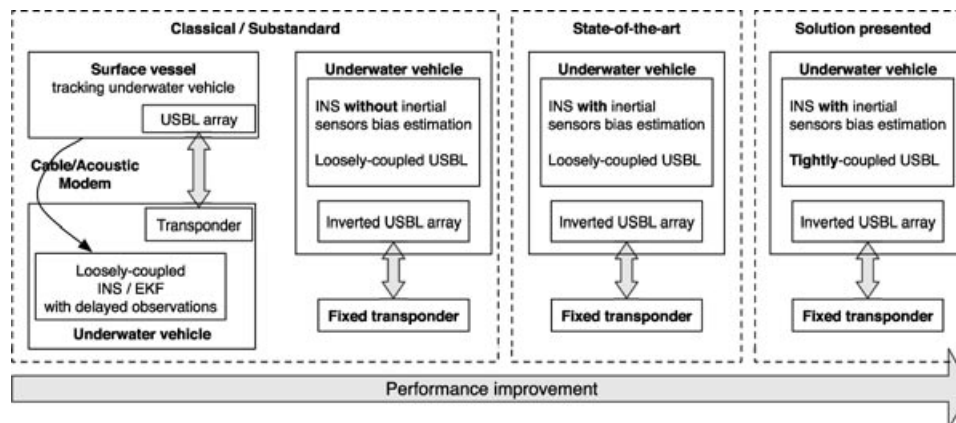 Classical / Substandard
Surface vessel
tracking underwater vehicle
USBL array
Cable/Acoustic
Modem
Transponder
Loosely-coupled
INS / EKF
with delayed observations
Underwater vehicle
Underwater vehicle
INS without inertial
sensors bias estimation
Loosely-coupled USBL
Inverted USBL array
Fixed transponder
State-of-the-art
Underwater vehicle
INS with inertial
sensors bias estimation
Loosely-coupled USBL
Inverted USBL array
Fixed transponder
Solution presented
Underwater vehicle
INS with inertial
sensors bias estimation
Tightly-coupled USBL
Inverted USBL array
Fixed transponder
Performance improvement